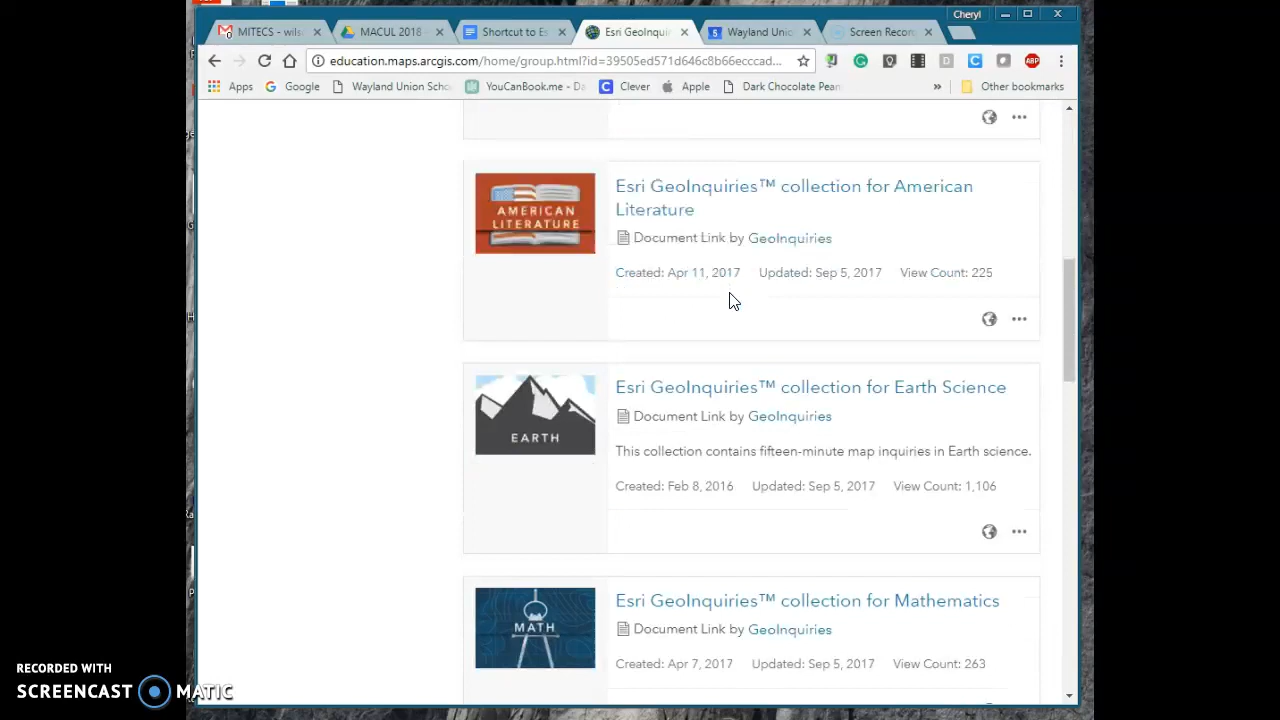 Cheryl
MITECS - wils
MACUL 2018 -
Shortcut to Es
Esri GeoInqui
Wayland Unio
Screen Recor
education.maps.arcgis.com/home/group.html?id=39505ed571d646c8b66ecccad...
ABP
Apps
Google
Wayland Union Scho
YouCanBook.me - Da
Clever
Apple
Dark Chocolate Pean
»
Other bookmarks
Esri GeoInquiries™ collection for American
Literature
AMERICAN
LITERATURE
Document Link by GeoInquiries
Created: Apr 11, 2017 Updated: Sep 5, 2017 View Count: 225
Esri GeoInquiries™ collection for Earth Science
EARTH
Document Link by GeoInquiries
This collection contains fifteen-minute map inquiries in Earth science.
Created: Feb 8, 2016 Updated: Sep 5, 2017 View Count: 1,106
Esri GeoInquiries™ collection for Mathematics
MATH
Document Link by GeoInquiries
Created: Apr 7, 2017 Updated: Sep 5, 2017 View Count: 263
RECORDED WITH
SCREENCAST MATIC